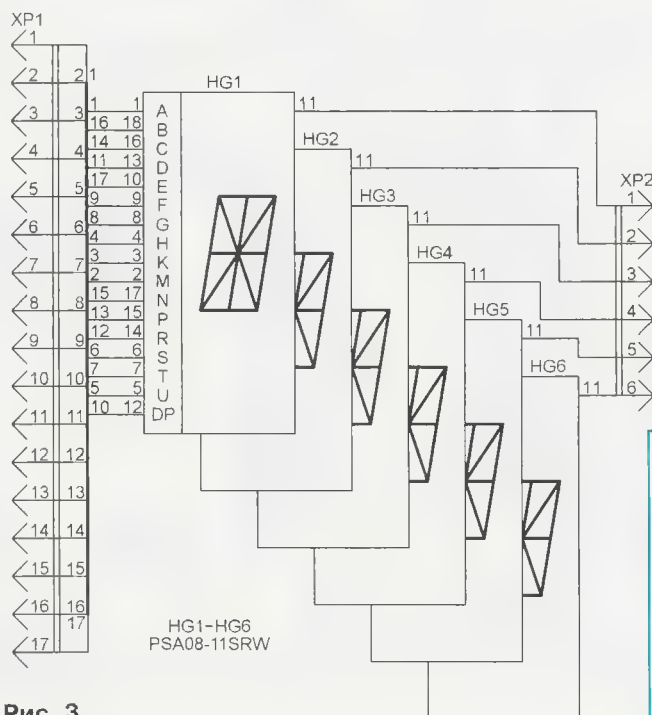 XP1
1
2 2 1
3 3
4 4
5 5
6 6
7 7
8 8
9 9
10 10
11 11
12 12
13 13
14 14
15 15
16 16
17 17
1 1 A
16 18 B
14 16 C
11 13 D
17 10 E
9 9 F
8 8 G
4 4 H
3 3 K
2 2 M
15 17 N
13 15 P
12 14 R
6 6 S
7 7 T
5 5 U
10 12 DP
HG1
11
HG2
11
HG3
11
HG4
11
HG5
11
HG6
11
XP2
1
2
3
4
5
6
HG1-HG6
PSA08-11SRW
Рис. 3